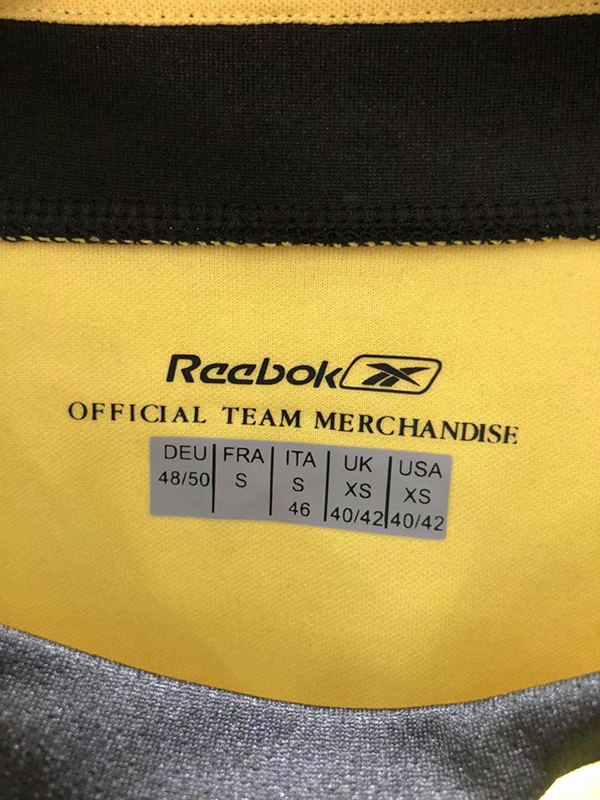 Reebok
OFFICIAL TEAM MERCHANDISE
DEU FRA ITA UK USA
48/50 S S XS XS
46 40/42 40/42